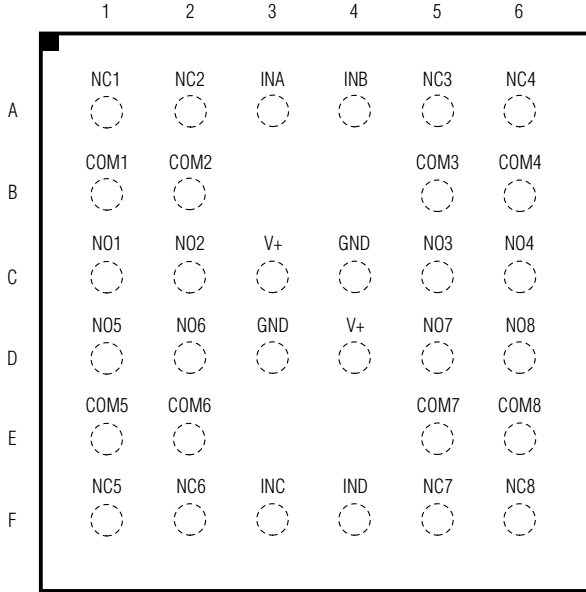 1 2 3 4 5 6
NC1 NC2 INA INB NC3 NC4
A
COM1 COM2 COM3 COM4
B
NO1 NO2 V+ GND NO3 NO4
C
NO5 NO6 GND V+ NO7 NO8
D
COM5 COM6 COM7 COM8
E
NC5 NC6 INC IND NC7 NC8
F